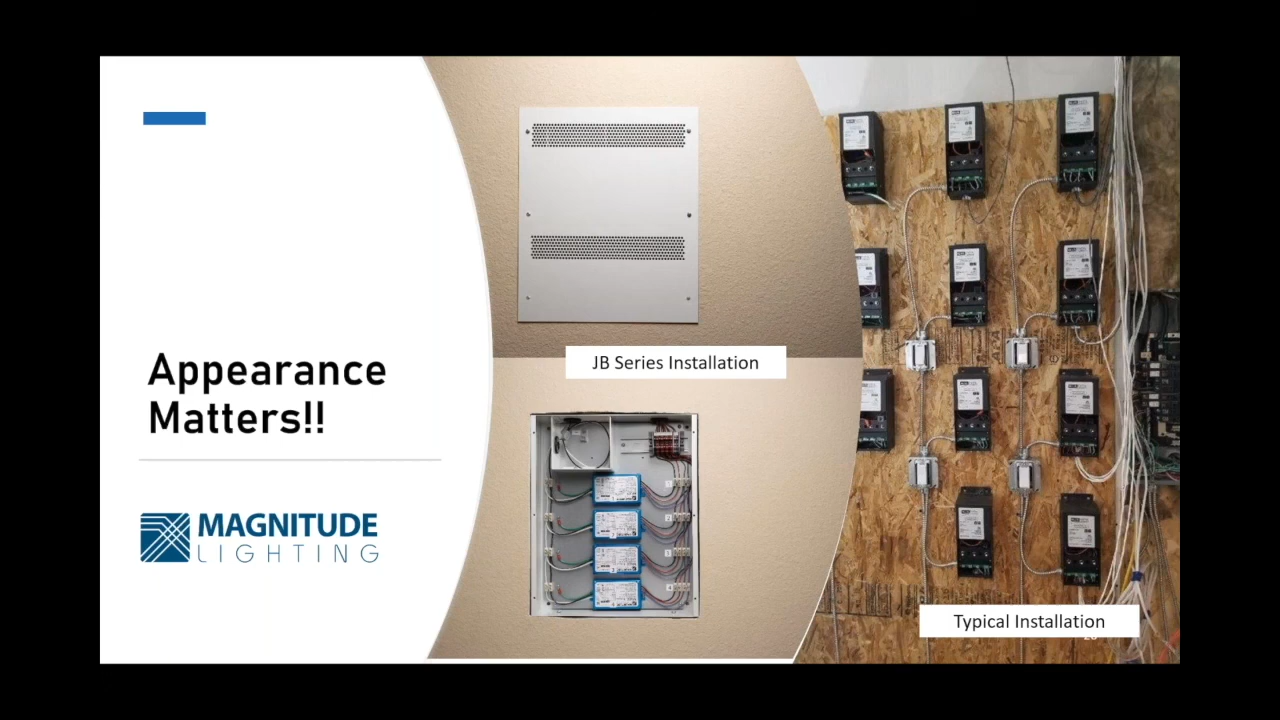 Appearance
Matters!!
MAGNITUDE
LIGHTING
JB Series Installation
Typical Installation